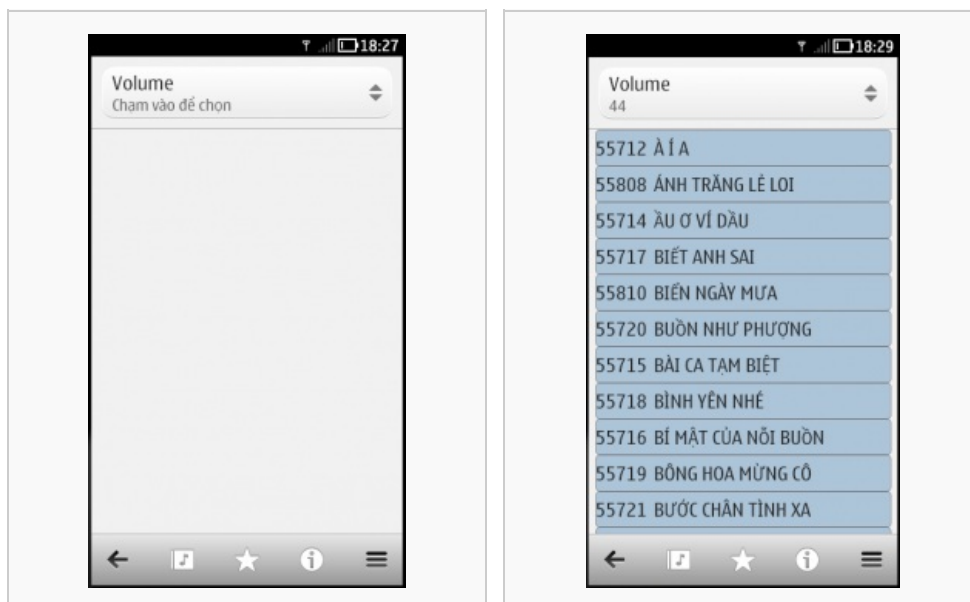 18:27
Volume
Chạm vào để chọn
18:29
Volume
44
55712 À Í A
55808 ÁNH TRĂNG LẺ LOI
55714 ẦU Ơ VÍ DẦU
55717 BIẾT ANH SAI
55810 BIỂN NGÀY MƯA
55720 BUỒN NHƯ PHƯỢNG
55715 BÀI CA TẠM BIỆT
55718 BÌNH YÊN NHÉ
55716 BÍ MẬT CỦA NỖI BUỒN
55719 BÔNG HOA MỪNG CÔ
55721 BƯỚC CHÂN TÌNH XA